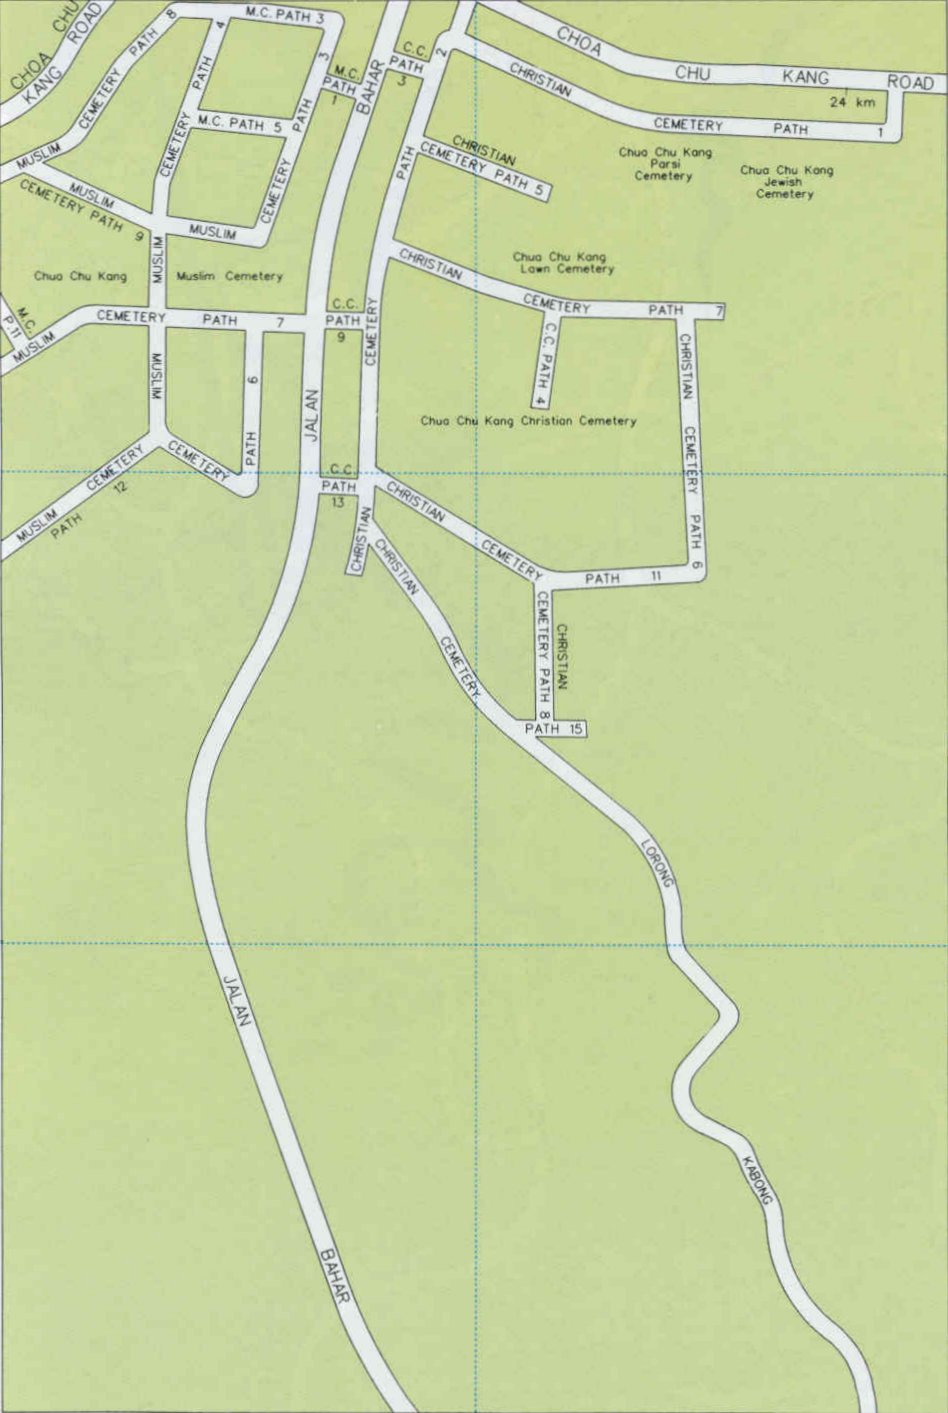 CHOA CHU
KANG ROAD
M.C. PATH 3
MUSLIM CEMETERY PATH 8
MUSLIM CEMETERY PATH 4
M.C. PATH 5
MUSLIM CEMETERY PATH 3
M.C.
PATH
1
JALAN BAHAR
C.C.
PATH
3
CHRISTIAN CEMETERY PATH 2
CHOA CHU KANG ROAD
24 km
CHRISTIAN CEMETERY PATH 1
Chua Chu Kang
Parsi
Cemetery
Chua Chu Kang
Jewish
Cemetery
CHRISTIAN
CEMETERY PATH 5
MUSLIM
CEMETERY PATH 9
Chua Chu Kang Muslim Cemetery
Chua Chu Kang
Lawn Cemetery
CHRISTIAN CEMETERY PATH 7
M.C.
P.11
MUSLIM CEMETERY PATH 7
C.C.
PATH
9
C.C. PATH 4
CHRISTIAN CEMETERY PATH 6
MUSLIM CEMETERY PATH 6
Chua Chu Kang Christian Cemetery
MUSLIM CEMETERY
PATH 12
C.C.
PATH
13
CHRISTIAN CEMETERY PATH 11
CHRISTIAN CEMETERY PATH 15
CHRISTIAN
CEMETERY PATH 8
LORONG KABONG
JALAN BAHAR